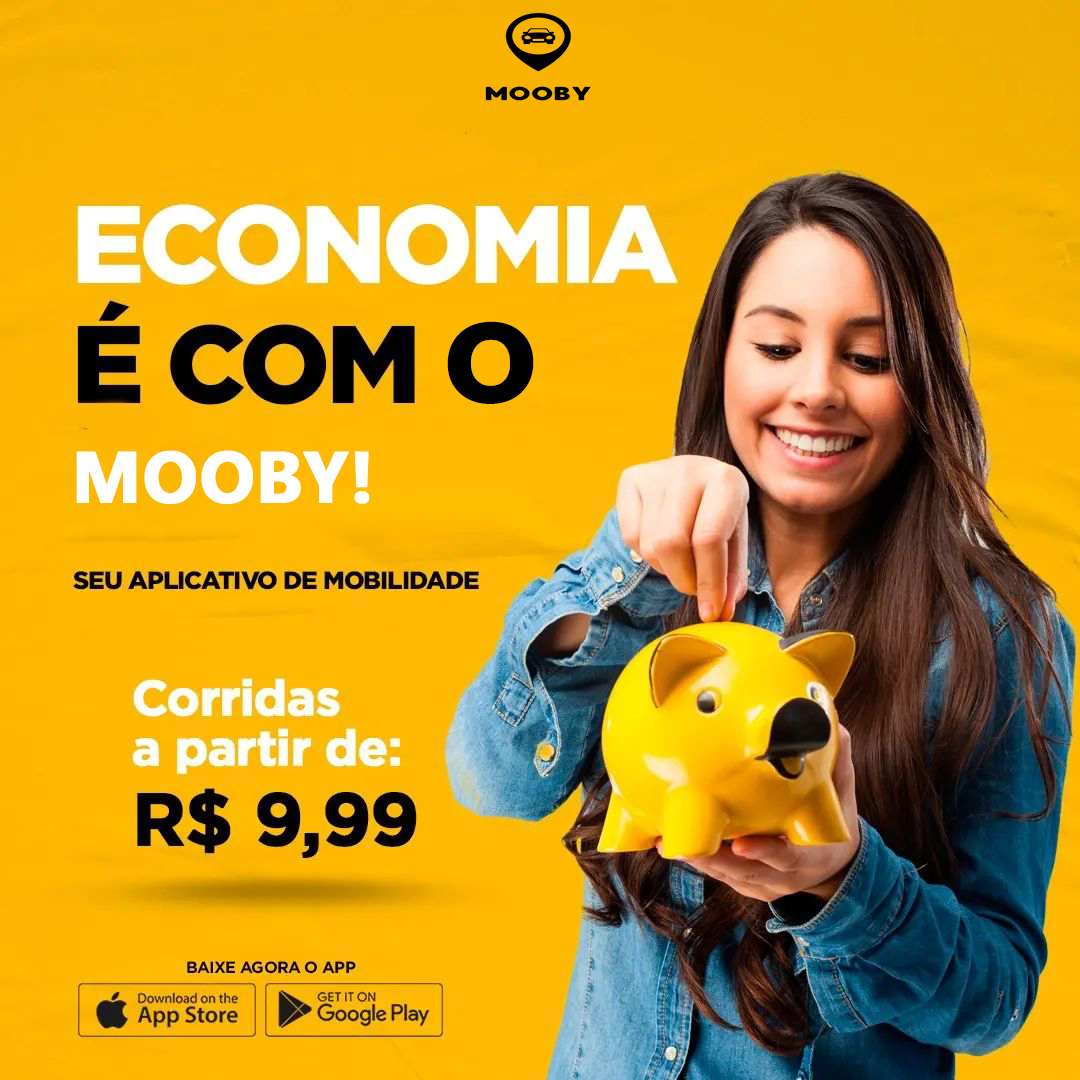 MOOBY
ECONOMIA
É COM O
MOOBY!
SEU APLICATIVO DE MOBILIDADE
Corridas
a partir de:
R$ 9,99
BAIXE AGORA O APP
Download on the
App Store
GET IT ON
Google Play